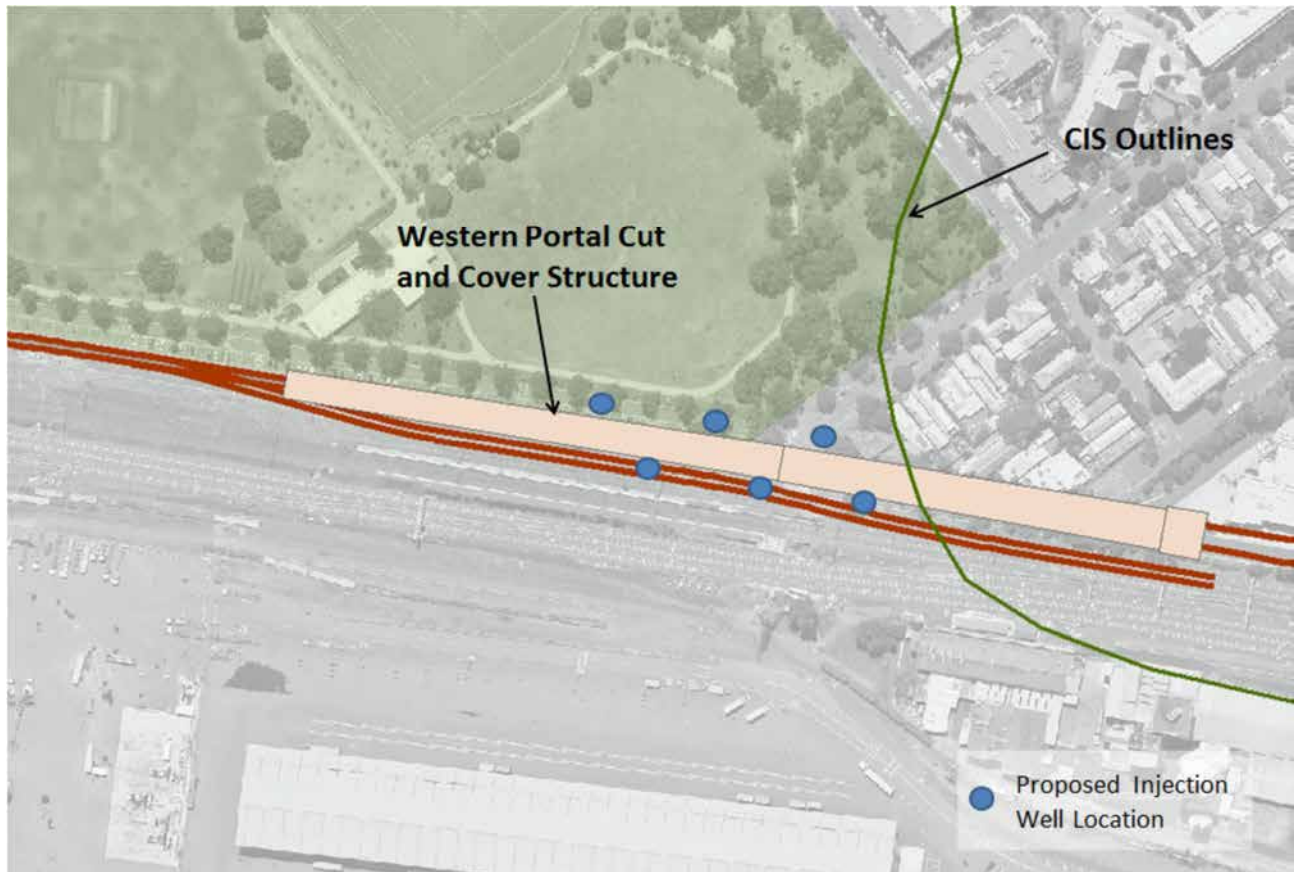 CIS Outlines
Western Portal Cut
and Cover Structure
Proposed Injection
Well Location